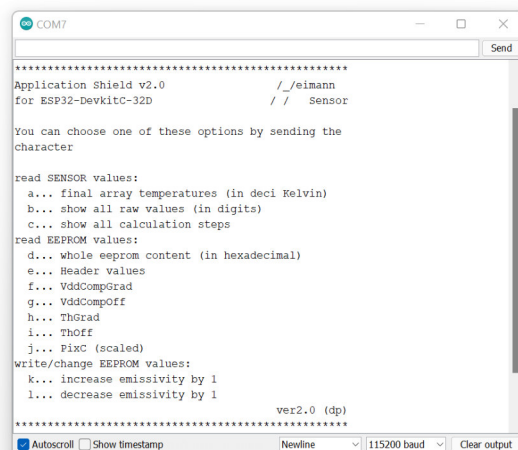 COM7
Send
***************************************************
Application Shield v2.0 /_/eimann
for ESP32-DevkitC-32D / / Sensor
You can choose one of these options by sending the
character
read SENSOR values:
a... final array temperatures (in deci Kelvin)
b... show all raw values (in digits)
c... show all calculation steps
read EEPROM values:
d... whole eeprom content (in hexadecimal)
e... Header values
f... VddCompGrad
g... VddCompOff
h... ThGrad
i... ThOff
j... PixC (scaled)
write/change EEPROM values:
k... increase emissivity by 1
l... decrease emissivity by 1
ver2.0 (dp)
***************************************************
Autoscroll Show timestamp Newline 115200 baud Clear output